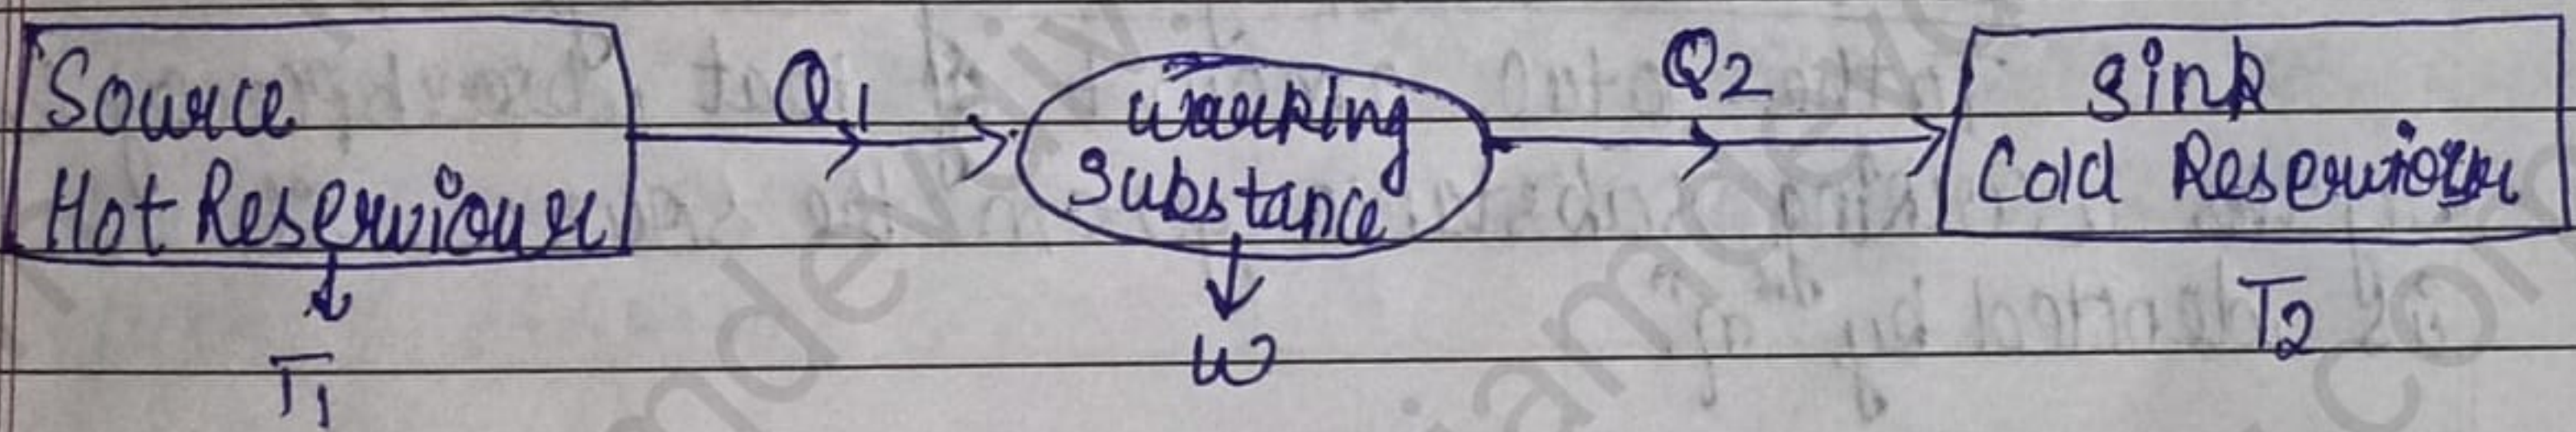 Source
Hot Reserviour
Q1
Working
Substance
Q2
Sink
Cold Reserviour
T1
W
T2